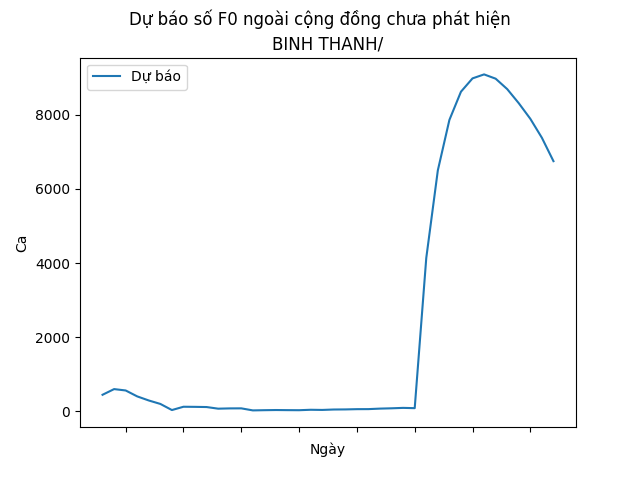 Dự báo số F0 ngoài cộng đồng chưa phát hiện
BINH THANH/
Dự báo
8000
6000
4000
2000
0
Ca
Ngày